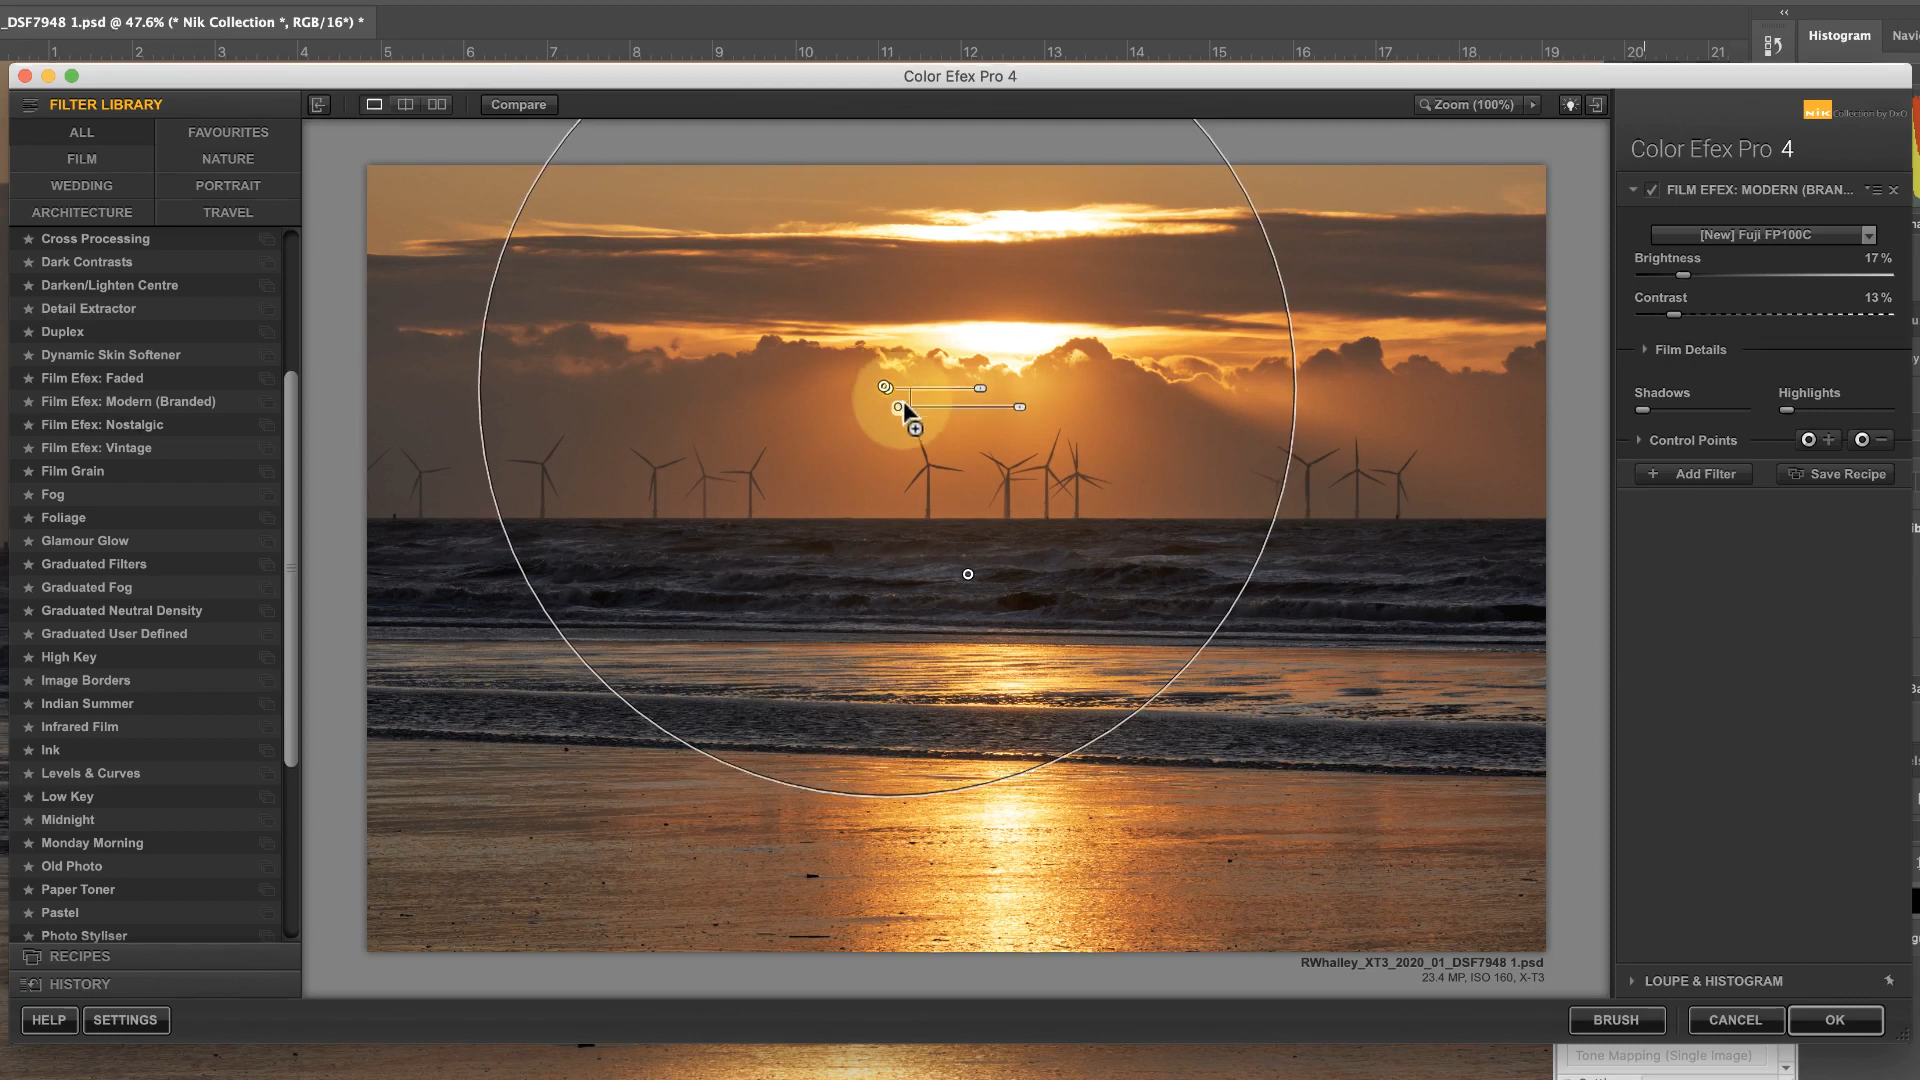 _DSF7948 1.psd @ 47.6% (* Nik Collection *, RGB/16*) *
Histogram
Navi
1 2 3 4 5 6 7 8 9 10 11 12 13 14 15 16 17 18 19 20 21
Color Efex Pro 4
FILTER LIBRARY
Compare
Zoom (100%)
Nik Collection by DxO
ALL
FAVOURITES
FILM
NATURE
WEDDING
PORTRAIT
ARCHITECTURE
TRAVEL
Color Efex Pro 4
FILM EFEX: MODERN (BRAN...
[New] Fuji FP100C
Brightness 17 %
Contrast 13 %
Film Details
Shadows
Highlights
Control Points
Add Filter
Save Recipe
Cross Processing
Dark Contrasts
Darken/Lighten Centre
Detail Extractor
Duplex
Dynamic Skin Softener
Film Efex: Faded
Film Efex: Modern (Branded)
Film Efex: Nostalgic
Film Efex: Vintage
Film Grain
Fog
Foliage
Glamour Glow
Graduated Filters
Graduated Fog
Graduated Neutral Density
Graduated User Defined
High Key
Image Borders
Indian Summer
Infrared Film
Ink
Levels & Curves
Low Key
Midnight
Monday Morning
Old Photo
Paper Toner
Pastel
Photo Styliser
RECIPES
HISTORY
RWhalley_XT3_2020_01_DSF7948 1.psd
23.4 MP, ISO 160, X-T3
LOUPE & HISTOGRAM
HELP
SETTINGS
BRUSH
CANCEL
OK
Tone Mapping (Single Image)